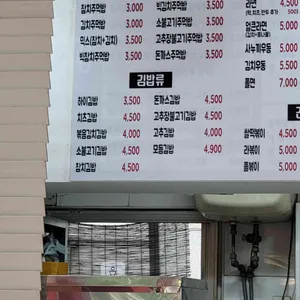 참치주먹밥 3,000
김치주먹밥 3,000
믹스(참치+김치) 3,500
빅참치주먹밥 3,500
빅김치주먹밥 3,500
소불고기주먹밥 3,500
고추장불고기주먹밥 3,500
돈까스주먹밥 3,500
라면 4,500
얼큰라면 5,000
(김치+콩나물)
사누끼우동 5,000
김치우동 5,500
쫄면 7,000
김밥류
하이김밥 3,500
치즈김밥 4,500
볶음김치김밥 4,000
소불고기김밥 4,500
참치김밥 4,500
돈까스김밥 4,500
고추장불고기김밥 4,500
고추김밥 4,000
모듬김밥 4,900
쌀떡볶이 4,500
라볶이 5,000
쫄볶이 5,000